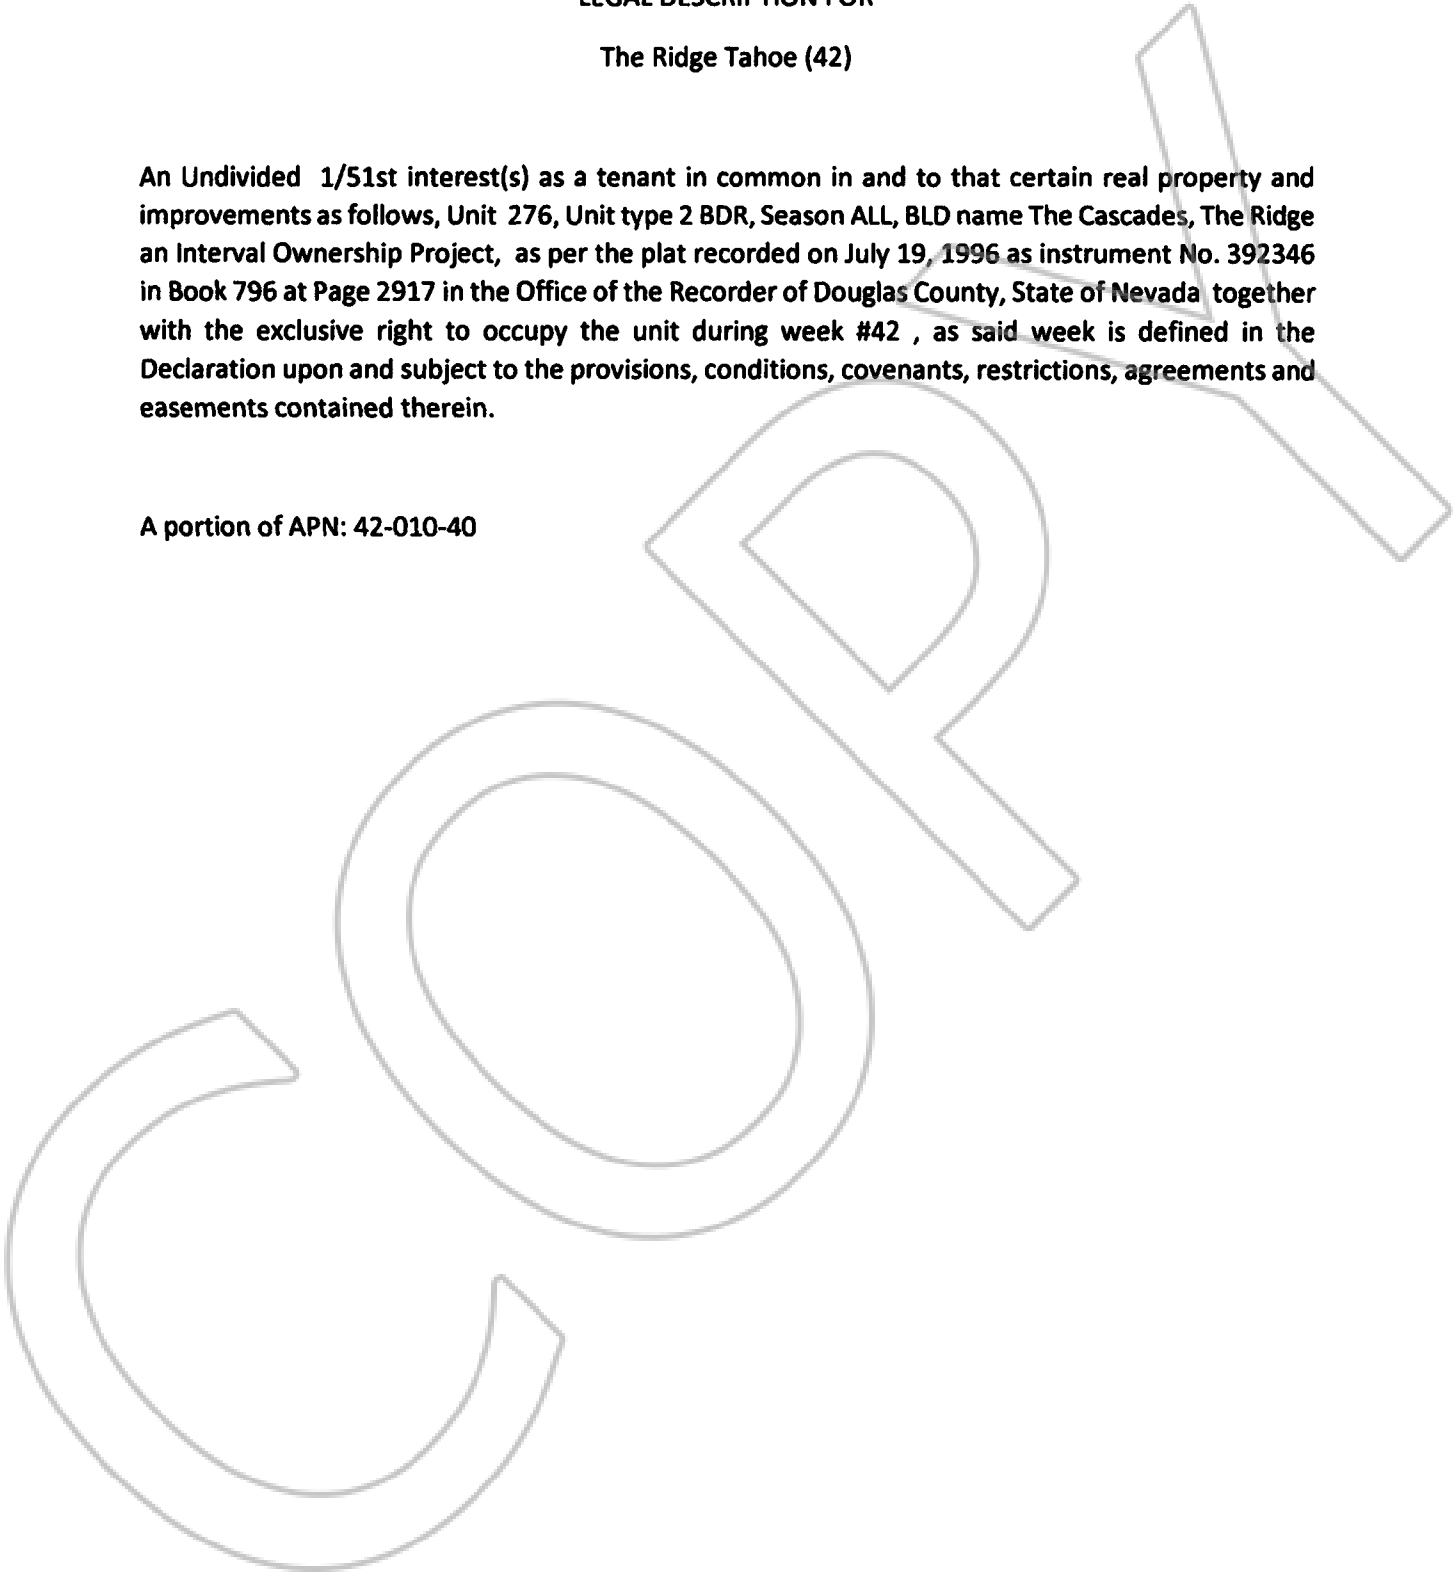 LEGAL DESCRIPTION FOR
The Ridge Tahoe (42)
An Undivided 1/51st interest(s) as a tenant in common in and to that certain real property and
improvements as follows, Unit 276, Unit type 2 BDR, Season ALL, BLD name The Cascades, The Ridge
an Interval Ownership Project, as per the plat recorded on July 19, 1996 as instrument No. 392346
in Book 796 at Page 2917 in the Office of the Recorder of Douglas County, State of Nevada together
with the exclusive right to occupy the unit during week #42 , as said week is defined in the
Declaration upon and subject to the provisions, conditions, covenants, restrictions, agreements and
easements contained therein.
A portion of APN: 42-010-40
COPY